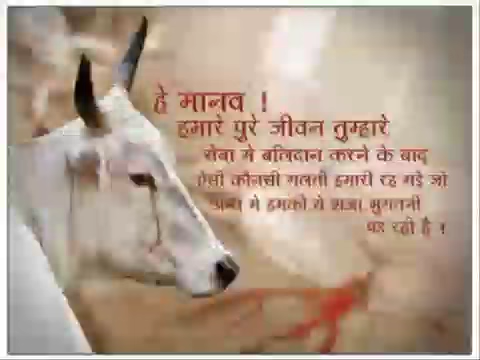 हे मानव !
हमारे पुरे जीवन तुम्हारे
सेवा मे बलिदान करने के बाद
ऐसी कौनसी गलती हमारी रह गई जो
अन्त मे हमको ये सजा भुगतनी
पड रही है ।